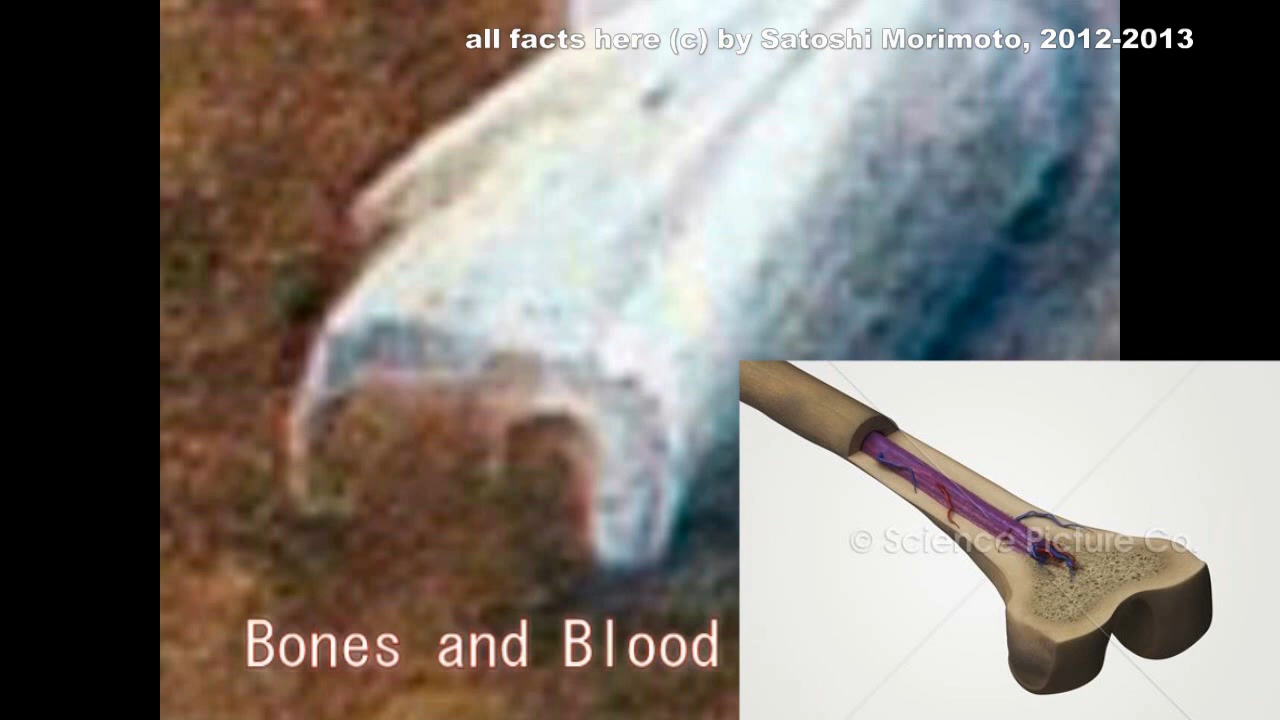 all facts here (c) by Satoshi Morimoto, 2012-2013
© Science Picture Co.
Bones and Blood